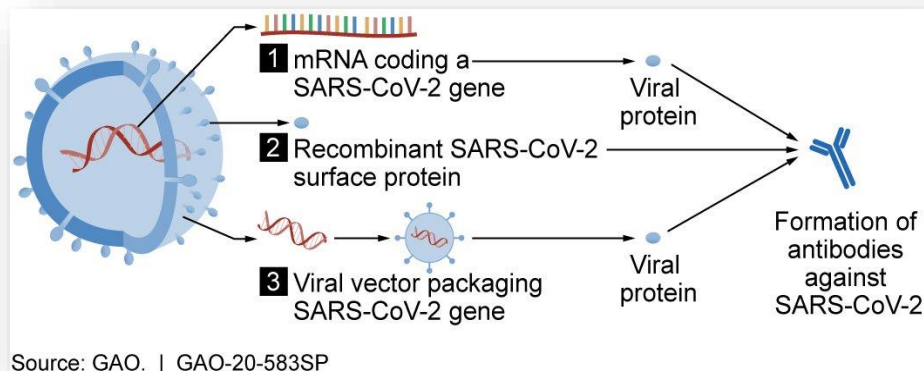 1 mRNA coding a
SARS-CoV-2 gene
Viral
protein
2 Recombinant SARS-CoV-2
surface protein
3 Viral vector packaging
SARS-CoV-2 gene
Viral
protein
Formation of
antibodies
against
SARS-CoV-2
Source: GAO. | GAO-20-583SP